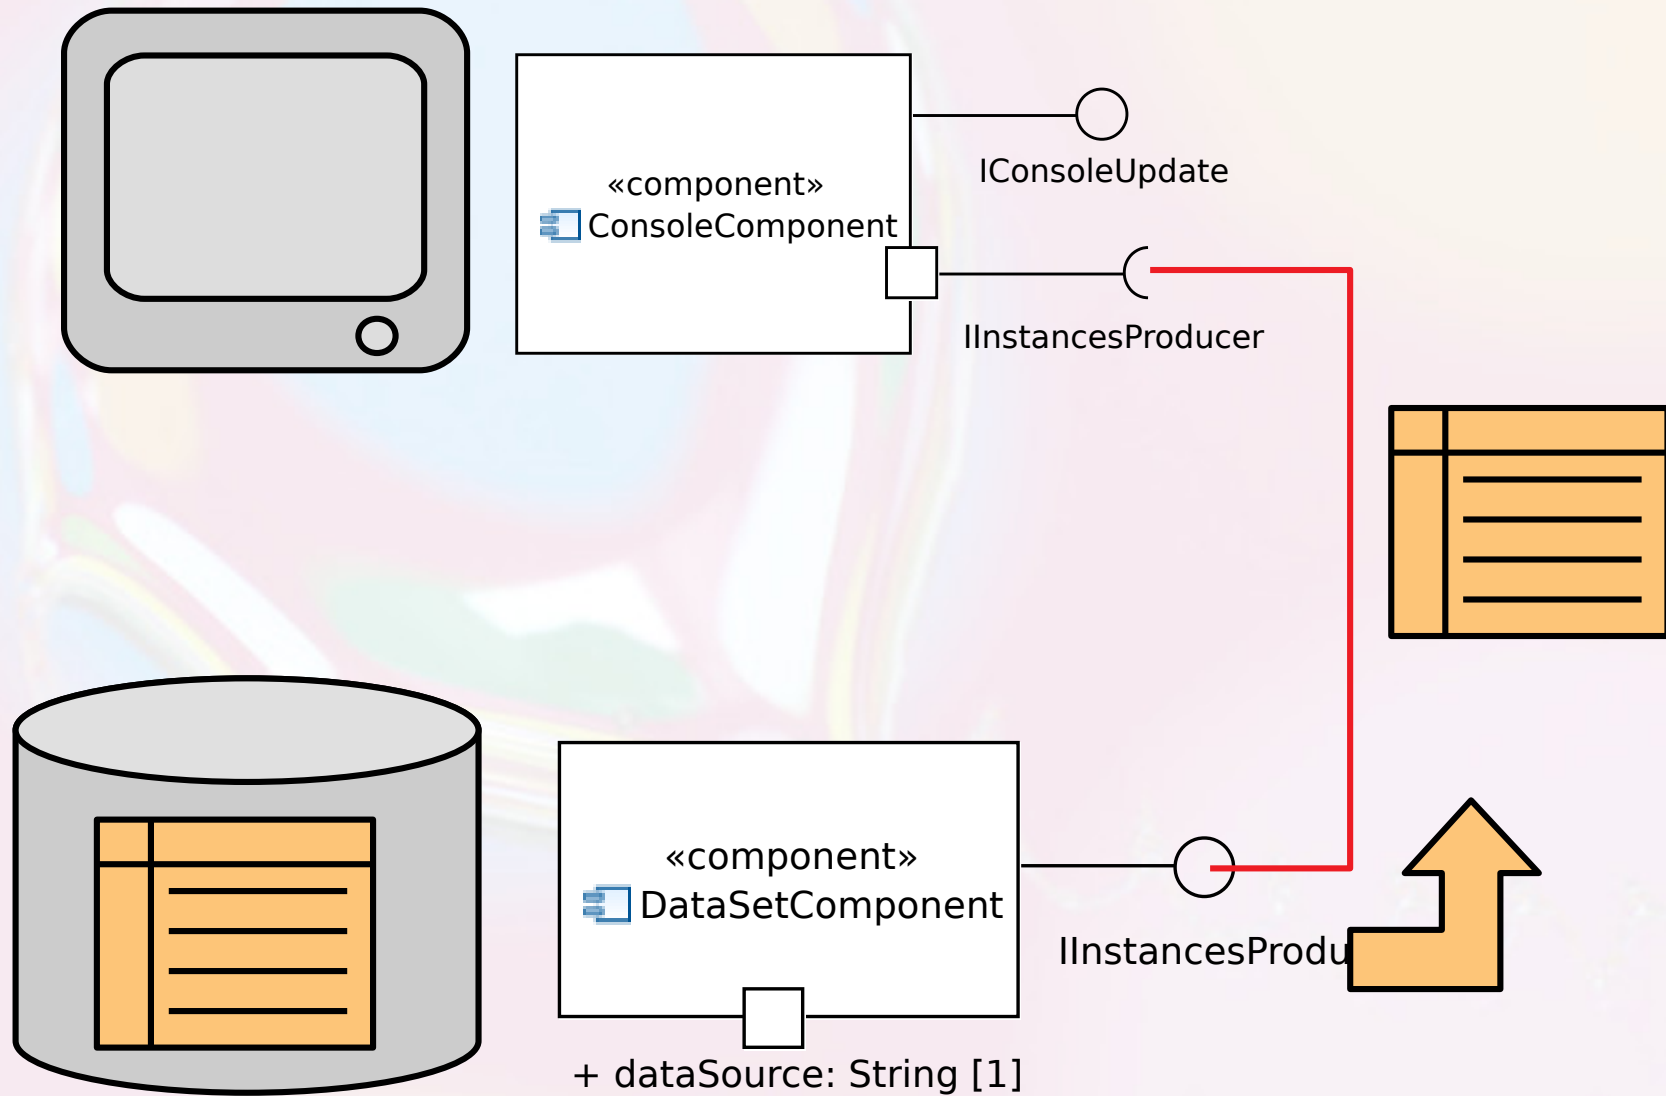 «component»
ConsoleComponent
IConsoleUpdate
IInstancesProducer
«component»
DataSetComponent
IInstancesProdu
+ dataSource: String [1]